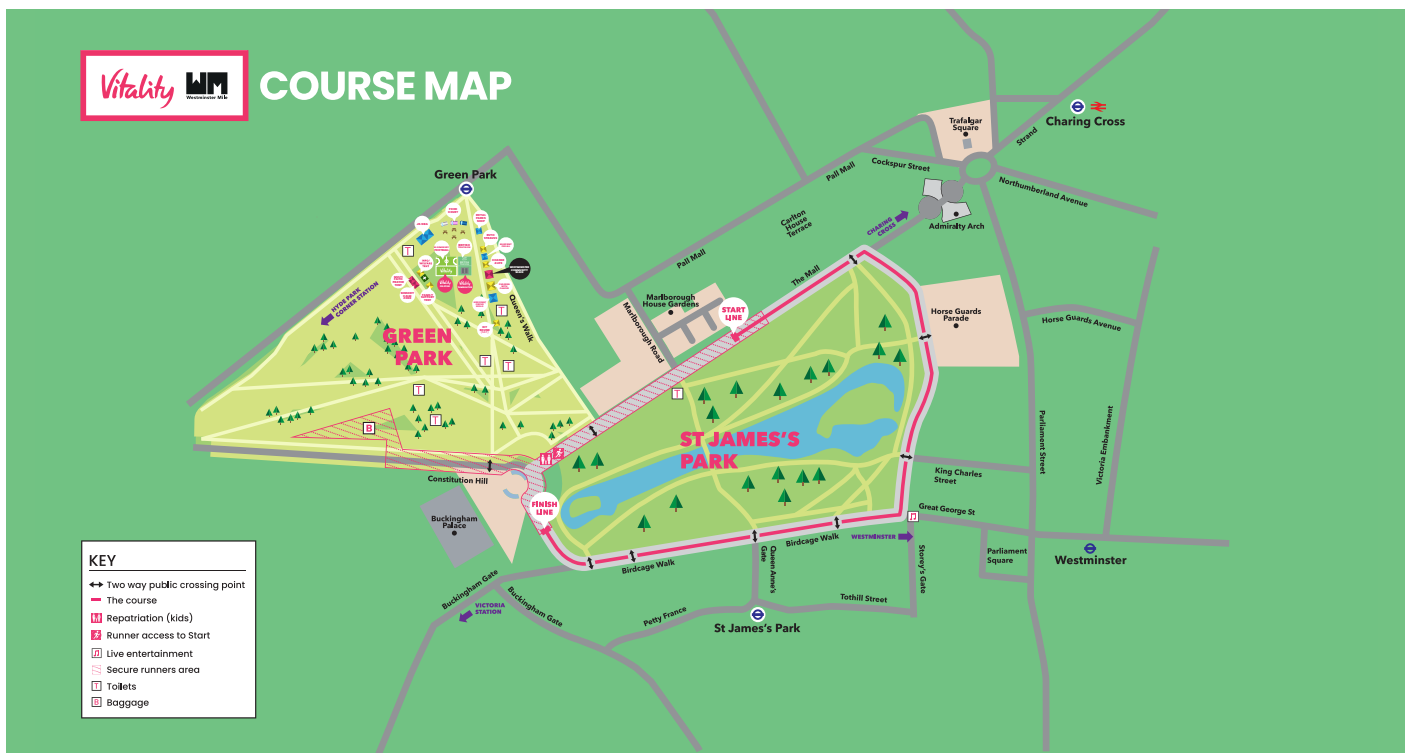 Vitality
WM
Westminster Mile
COURSE MAP
Trafalgar
Square
Charing Cross
Strand
Cockspur Street
Pall Mall
Northumberland Avenue
Green Park
Carlton
House
Terrace
CHARING
CROSS
Admiralty Arch
Pall Mall
The Mall
HYDE PARK
CORNER STATION
Queen's Walk
Marlborough
House Gardens
START
LINE
Marlborough Road
Horse Guards
Parade
Horse Guards Avenue
GREEN
PARK
T
T
T
T
T
T
T
B
ST JAMES'S
PARK
Parliament Street
Victoria Embankment
Constitution Hill
King Charles
Street
FINISH
LINE
Buckingham
Palace
Great George St
WESTMINSTER
Birdcage Walk
Birdcage Walk
Queen Anne's
Gate
Storey's Gate
Parliament
Square
Westminster
Buckingham Gate
Buckingham Gate
VICTORIA
STATION
Petty France
Tothill Street
St James's Park
KEY
Two way public crossing point
The course
Repatriation (kids)
Runner access to Start
Live entertainment
Secure runners area
T Toilets
B Baggage